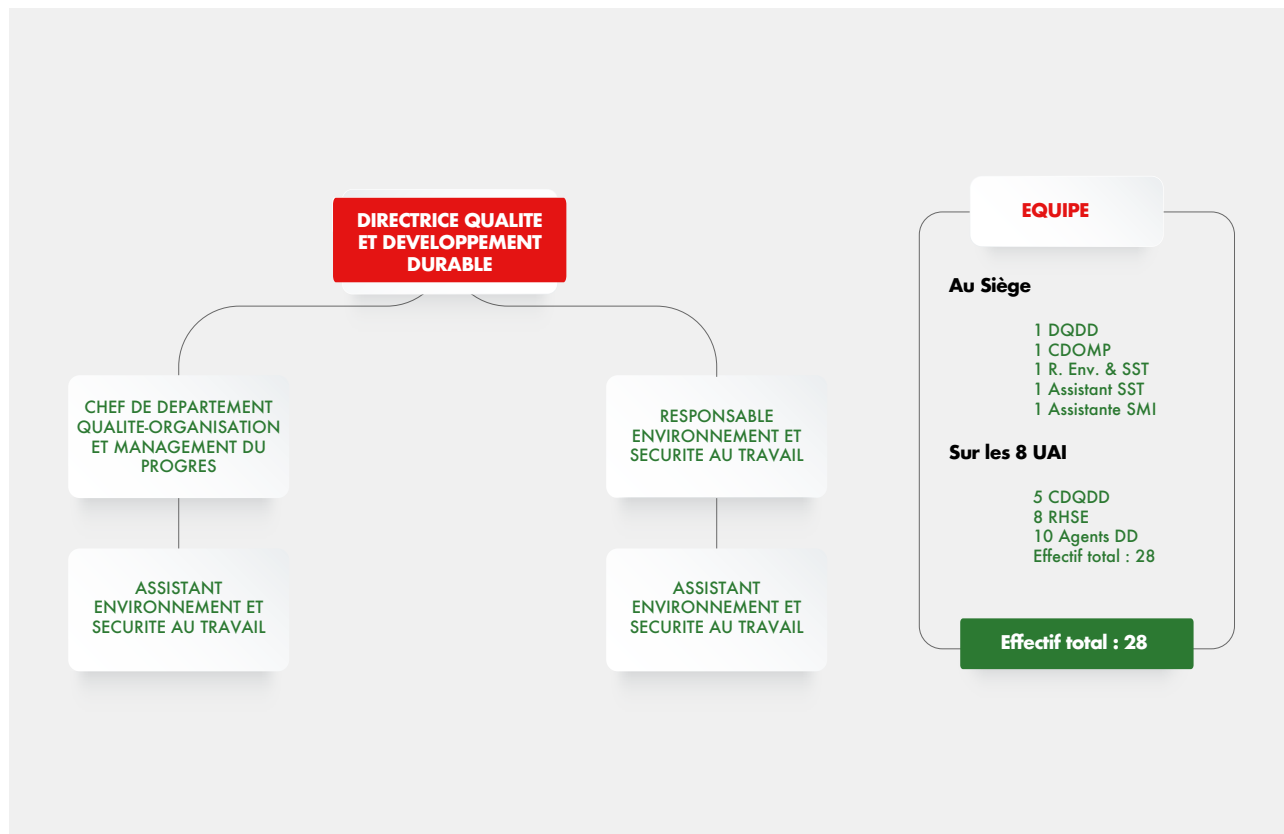 DIRECTRICE QUALITE
ET DEVELOPPEMENT
DURABLE
CHEF DE DEPARTEMENT
QUALITE-ORGANISATION
ET MANAGEMENT DU
PROGRES
RESPONSABLE
ENVIRONNEMENT ET
SECURITE AU TRAVAIL
ASSISTANT
ENVIRONNEMENT ET
SECURITE AU TRAVAIL
ASSISTANT
ENVIRONNEMENT ET
SECURITE AU TRAVAIL
EQUIPE
Au Siège
1 DQDD
1 CDOMP
1 R. Env. & SST
1 Assistant SST
1 Assistante SMI
Sur les 8 UAI
5 CDQDD
8 RHSE
10 Agents DD
Effectif total : 28
Effectif total : 28